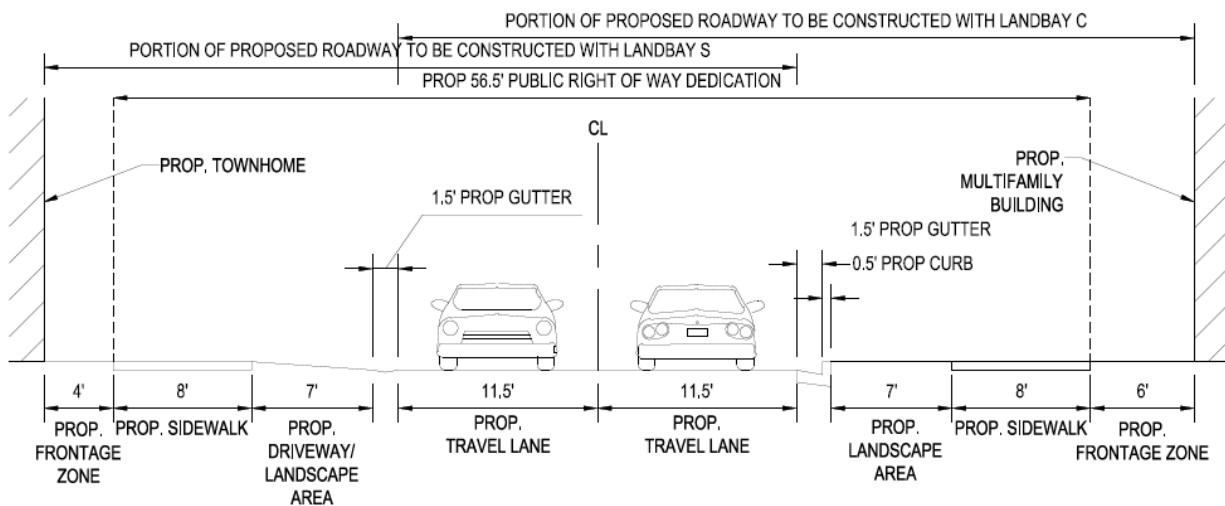 PORTION OF PROPOSED ROADWAY TO BE CONSTRUCTED WITH LANDBAY C
PORTION OF PROPOSED ROADWAY TO BE CONSTRUCTED WITH LANDBAY S
PROP 56.5' PUBLIC RIGHT OF WAY DEDICATION
CL
PROP. TOWNHOME
PROP.
MULTIFAMILY
BUILDING
1.5' PROP GUTTER
1.5' PROP GUTTER
0.5' PROP CURB
4'
8'
7'
11.5'
11.5'
7'
8'
6'
PROP.
FRONTAGE
ZONE
PROP. SIDEWALK
PROP.
DRIVEWAY/
LANDSCAPE
AREA
PROP.
TRAVEL LANE
PROP.
TRAVEL LANE
PROP.
LANDSCAPE
AREA
PROP. SIDEWALK
PROP.
FRONTAGE ZONE